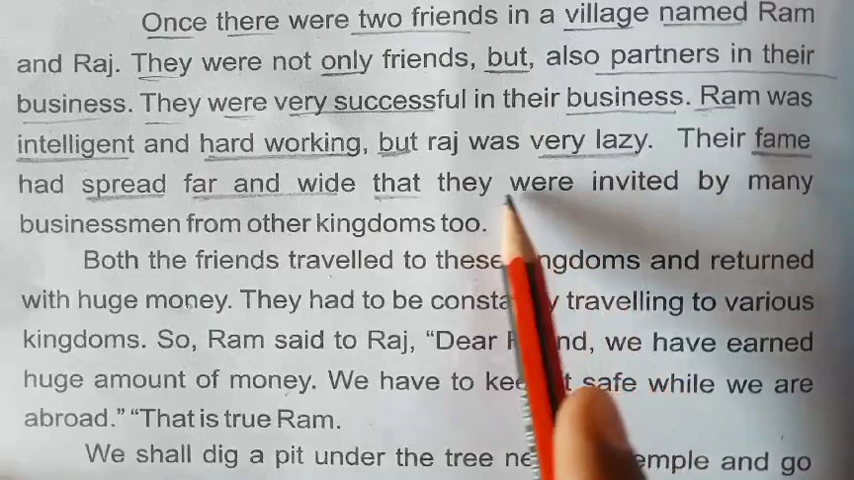 Once there were two friends in a village named Ram
and Raj. They were not only friends, but, also partners in their
business. They were very successful in their business. Ram was
intelligent and hard working, but raj was very lazy. Their fame
had spread far and wide that they were invited by many
businessmen from other kingdoms too.
Both the friends travelled to these ngdoms and returned
with huge money. They had to be consta y travelling to various
kingdoms. So, Ram said to Raj, “Dear nd, we have earned
huge amount of money. We have to kee t safe while we are
abroad.” “That is true Ram.
We shall dig a pit under the tree ne emple and go